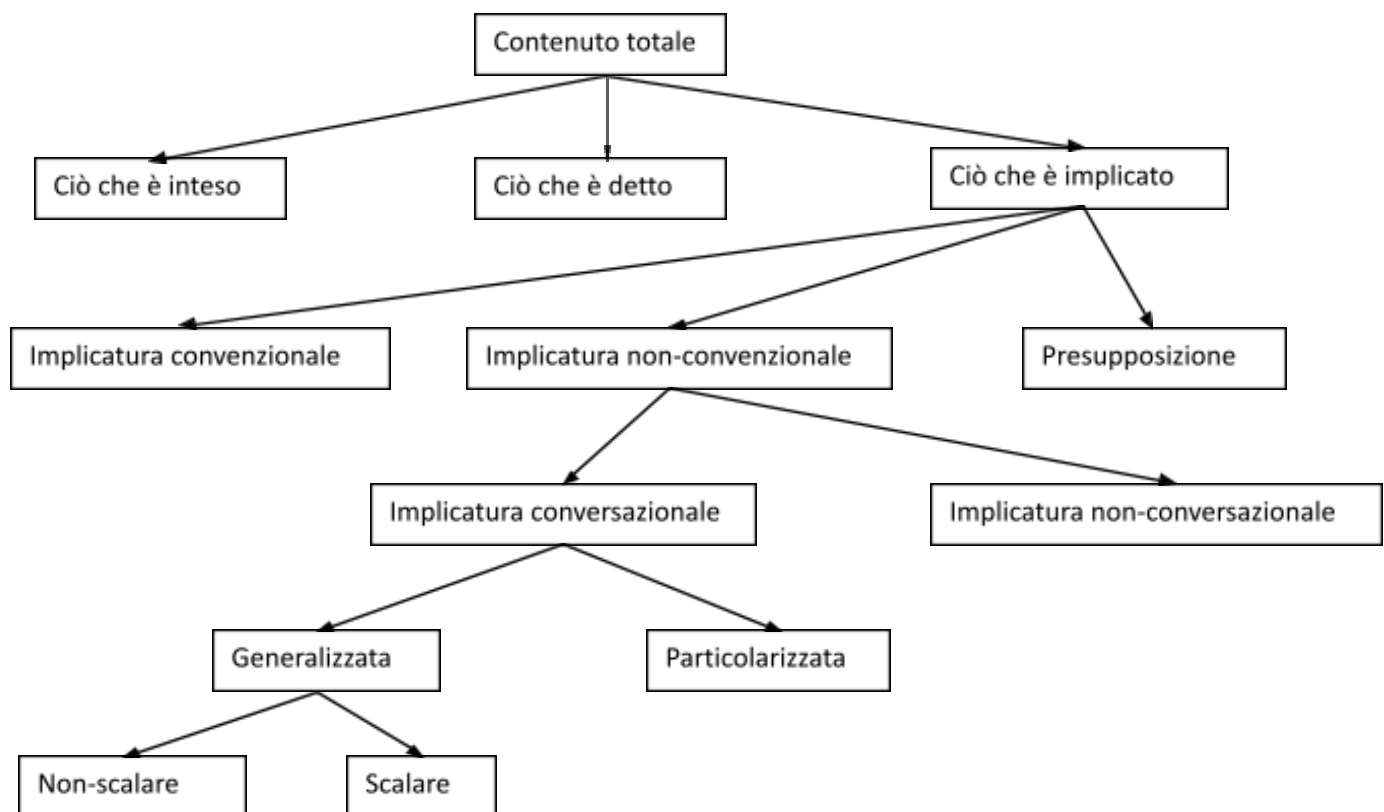 Contenuto totale
Ciò che è inteso
Ciò che è detto
Ciò che è implicato
Implicatura convenzionale
Implicatura non-convenzionale
Presupposizione
Implicatura conversazionale
Implicatura non-conversazionale
Generalizzata
Particolarizzata
Non-scalare
Scalare